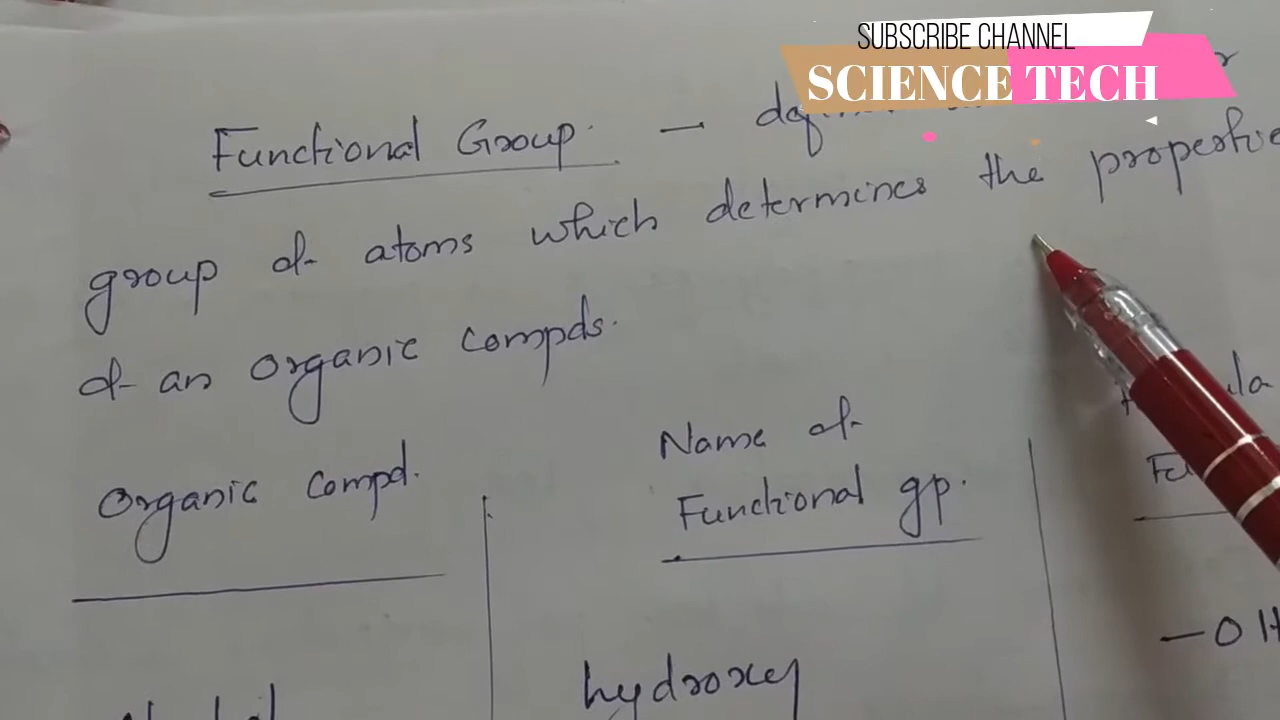 SUBSCRIBE CHANNEL
SCIENCE TECH
Functional Group. –
group of atoms which determines the
of an organic compds.
Organic Compd.
Name of
Functional gp.
hydroxy
–OH